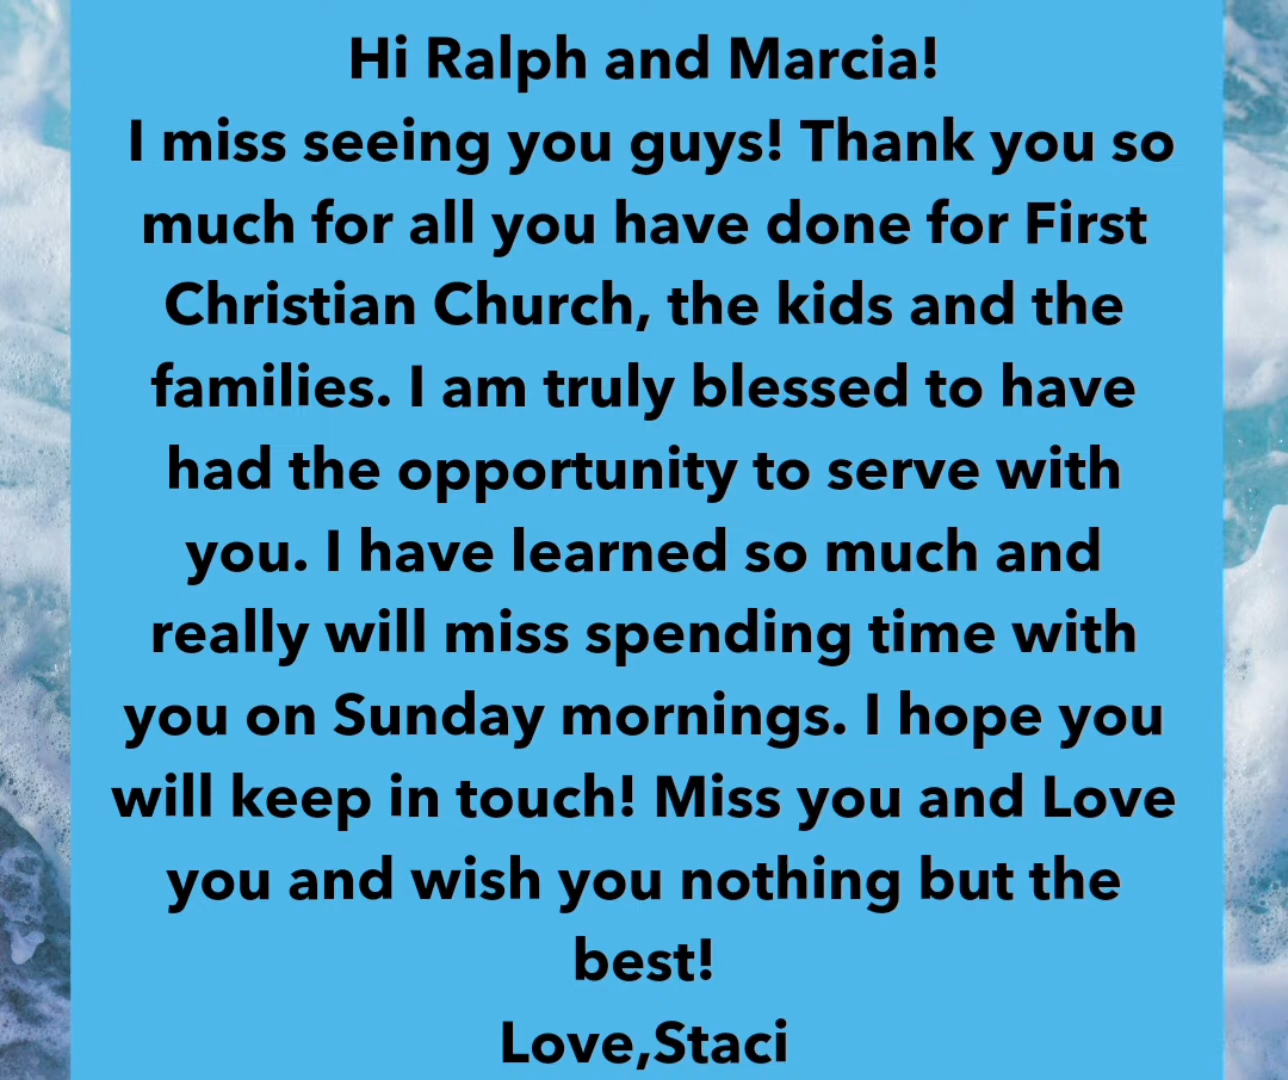 Hi Ralph and Marcia!
I miss seeing you guys! Thank you so
much for all you have done for First
Christian Church, the kids and the
families. I am truly blessed to have
had the opportunity to serve with
you. I have learned so much and
really will miss spending time with
you on Sunday mornings. I hope you
will keep in touch! Miss you and Love
you and wish you nothing but the
best!
Love,Staci